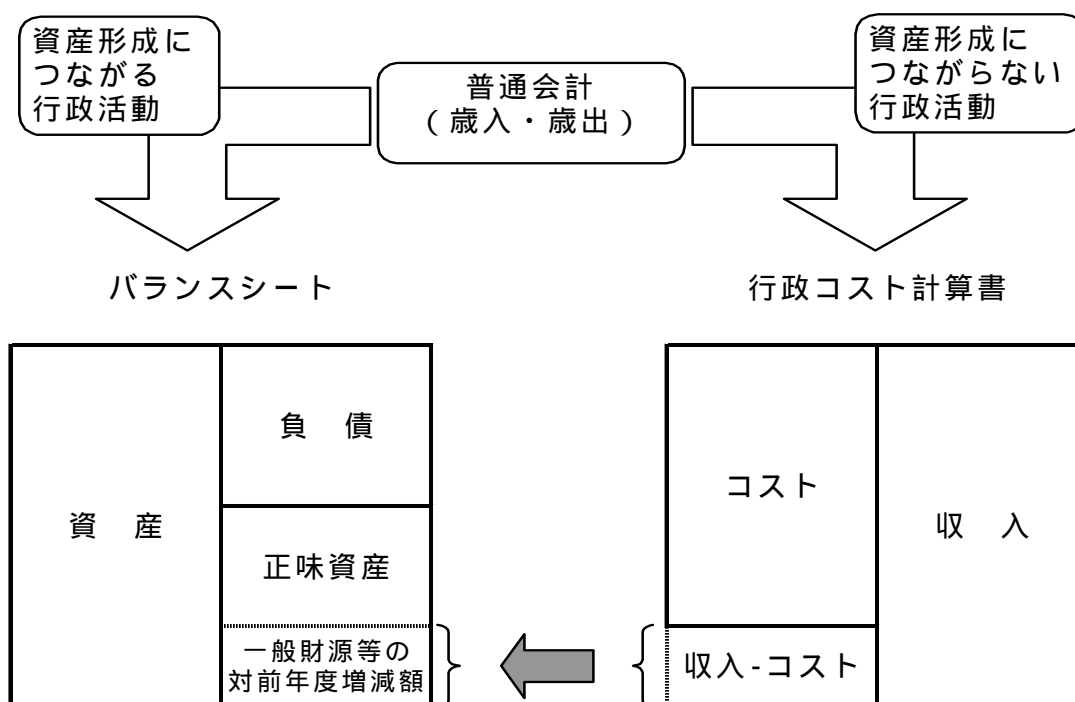 資産形成に
つながる
行政活動
普通会計
(歳入・歳出)
資産形成に
つながらない
行政活動
バランスシート
行政コスト計算書
資 産
負 債
正味資産
一般財源等の
対前年度増減額
コスト
収入-コスト
収 入